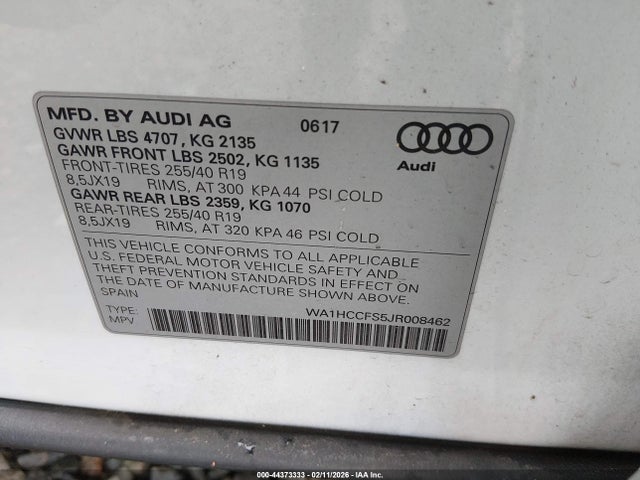 MFD. BY AUDI AG 0617
Audi
GVWR LBS 4707, KG 2135
GAWR FRONT LBS 2502, KG 1135
FRONT-TIRES 255/40 R19
8,5JX19 RIMS, AT 300 KPA 44 PSI COLD
GAWR REAR LBS 2359, KG 1070
REAR-TIRES 255/40 R19
8,5JX19 RIMS, AT 320 KPA 46 PSI COLD
THIS VEHICLE CONFORMS TO ALL APPLICABLE
U.S. FEDERAL MOTOR VEHICLE SAFETY AND
THEFT PREVENTION STANDARDS IN EFFECT ON
THE DATE OF MANUFACTURE SHOWN ABOVE.
SPAIN
WA1HCCFS5JR008462
TYPE:
MPV
000-44373333 - 02/11/2026 - IAA Inc.